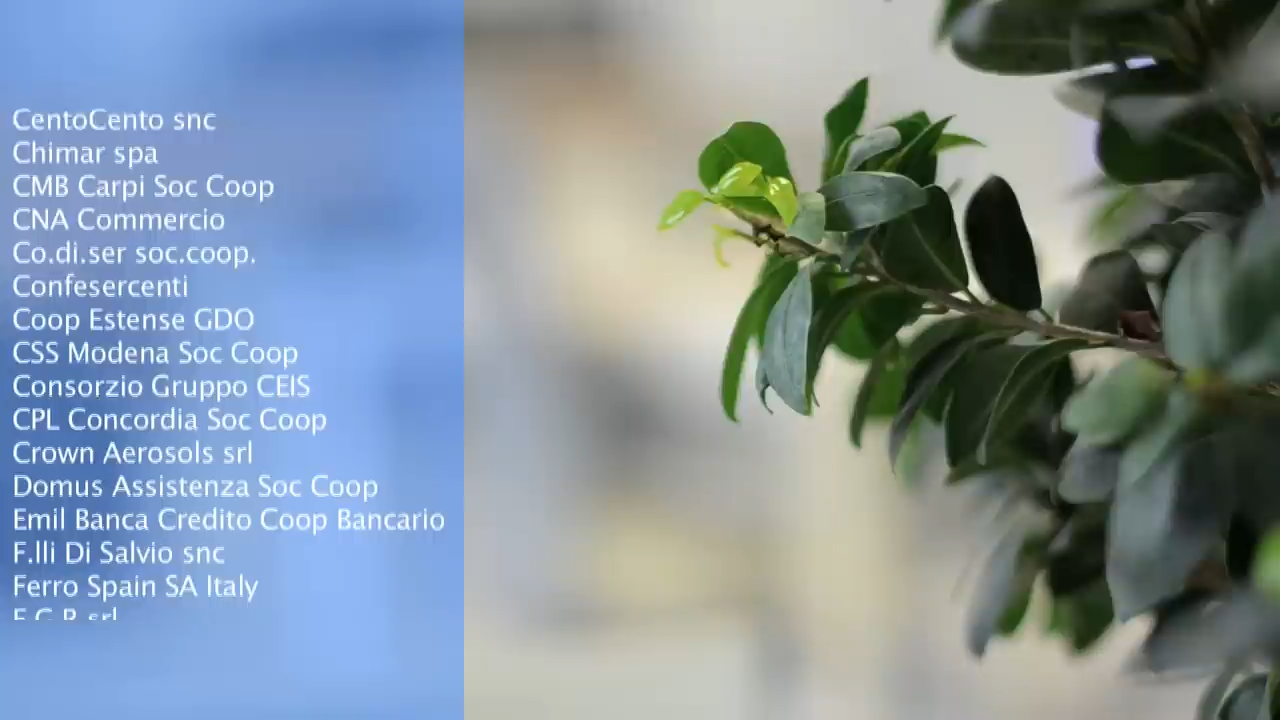 CentoCento snc
Chimar spa
CMB Carpi Soc Coop
CNA Commercio
Co.di.ser soc.coop.
Confesercenti
Coop Estense GDO
CSS Modena Soc Coop
Consorzio Gruppo CEIS
CPL Concordia Soc Coop
Crown Aerosols srl
Domus Assistenza Soc Coop
Emil Banca Credito Coop Bancario
F.lli Di Salvio snc
Ferro Spain SA Italy
srl